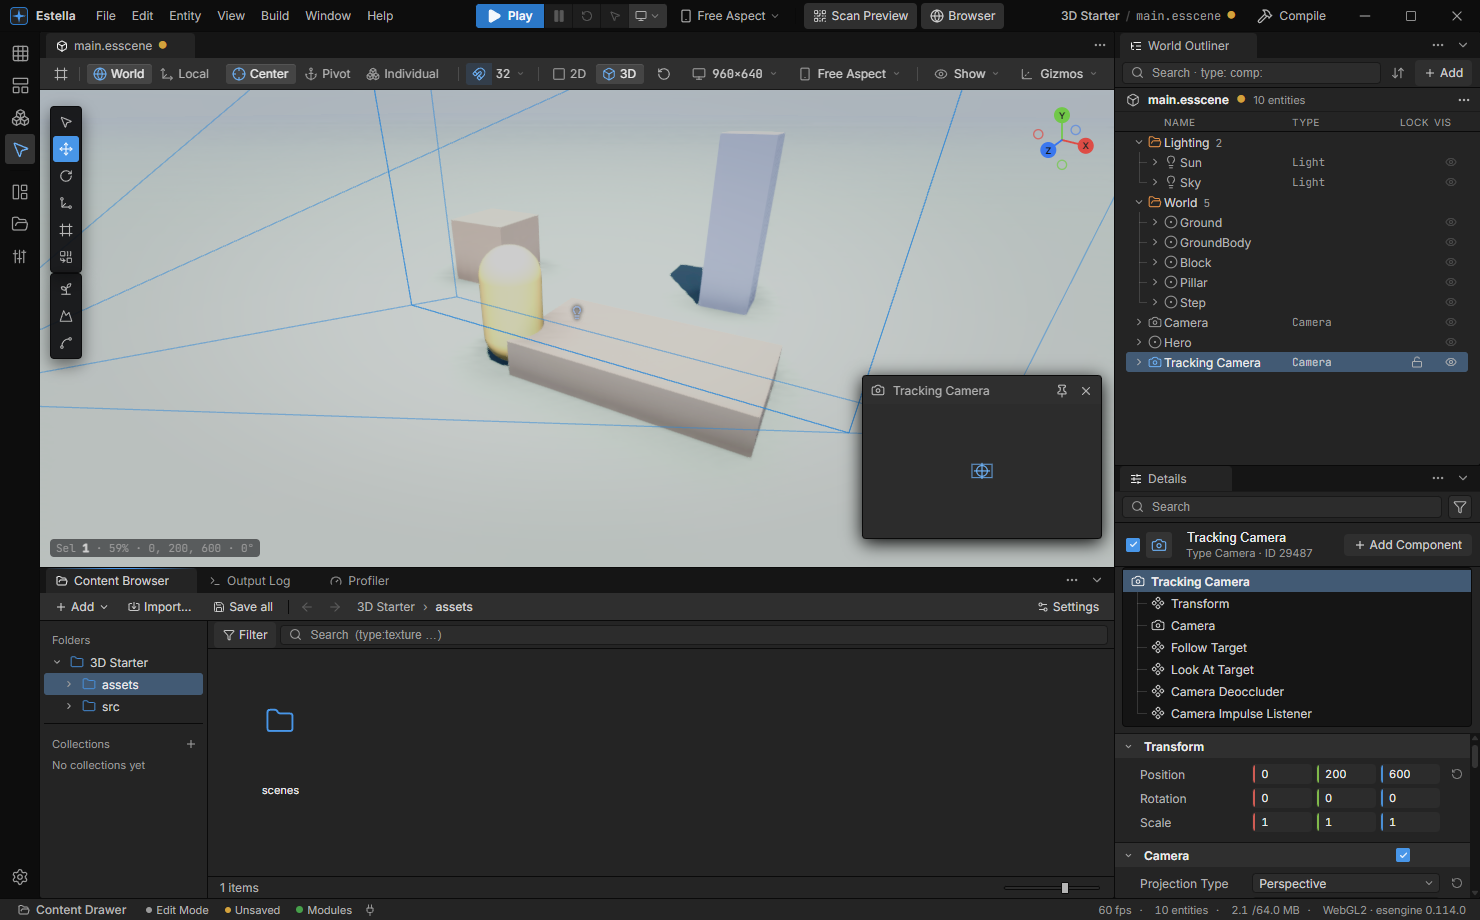 Estella File Edit Entity View Build Window Help Play Free Aspect Scan Preview Browser 3D Starter / main.esscene Compile
main.esscene
World Local Center Pivot Individual 32 2D 3D 960×640 Free Aspect Show Gizmos
Y
X
Z
Tracking Camera
Sel 1 · 59% · 0, 200, 600 · 0°
World Outliner
Search · type: comp:
+ Add
main.esscene 10 entities
NAME TYPE LOCK VIS
Lighting 2
Sun Light
Sky Light
World 5
Ground
GroundBody
Block
Pillar
Step
Camera Camera
Hero
Tracking Camera Camera
Details
Search
Tracking Camera
Type Camera · ID 29487
+ Add Component
Tracking Camera
Transform
Camera
Follow Target
Look At Target
Camera Deoccluder
Camera Impulse Listener
Transform
Position 0 200 600
Rotation 0 0 0
Scale 1 1 1
Camera
Projection Type Perspective
Content Browser Output Log Profiler
+ Add Import... Save all 3D Starter › assets Settings
Folders
3D Starter
assets
src
Collections +
No collections yet
Filter Search (type:texture ...)
scenes
1 items
Content Drawer Edit Mode Unsaved Modules 60 fps · 10 entities · 2.1 /64.0 MB · WebGL2 · esengine 0.114.0